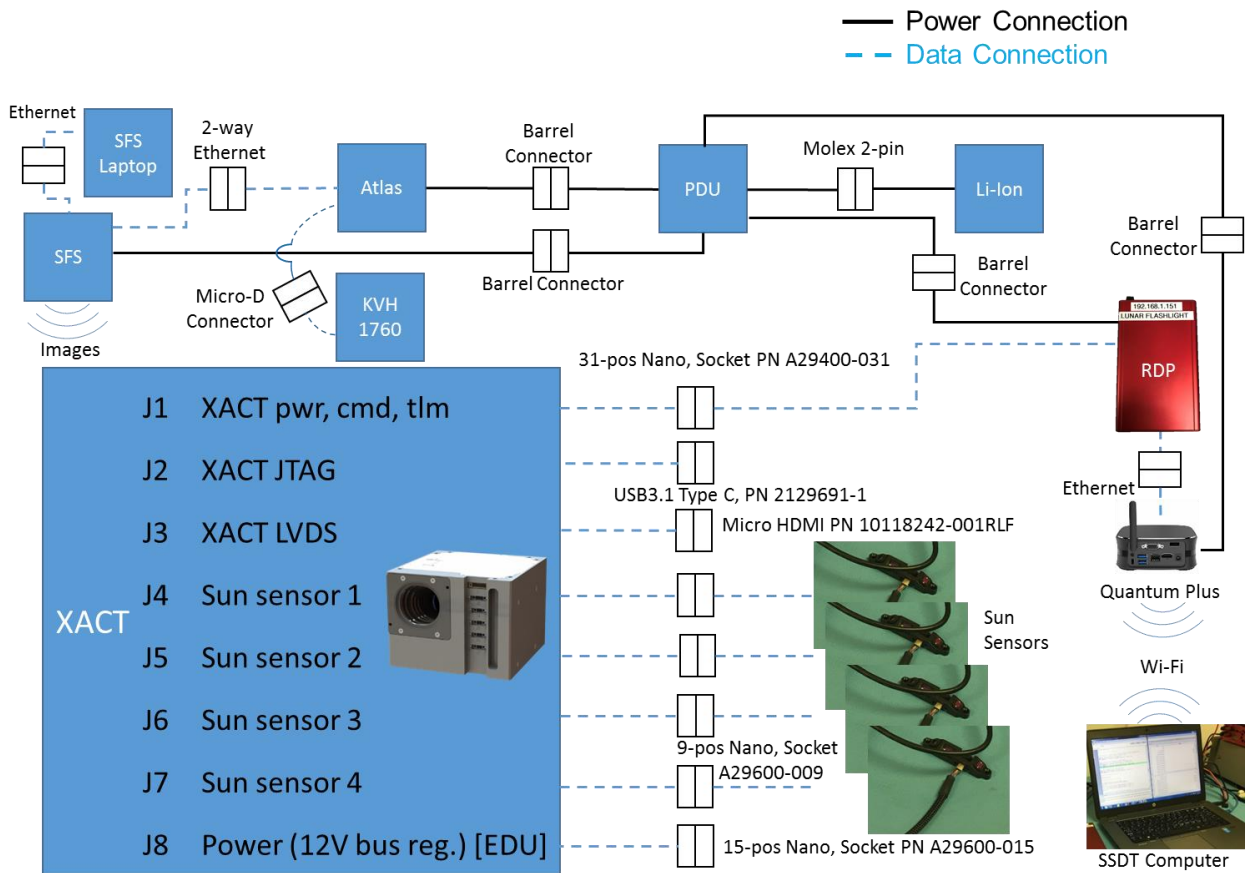 Power Connection
Data Connection
Ethernet
SFS
Laptop
2-way
Ethernet
Atlas
Barrel
Connector
PDU
Molex 2-pin
Li-Ion
SFS
Barrel Connector
Barrel
Connector
Barrel
Connector
Micro-D
Connector
KVH
1760
Images
192.168.1.151
LUNAR FLASHLIGHT
RDP
31-pos Nano, Socket PN A29400-031
J1 XACT pwr, cmd, tlm
J2 XACT JTAG
USB3.1 Type C, PN 2129691-1
Ethernet
J3 XACT LVDS
Micro HDMI PN 10118242-001RLF
J4 Sun sensor 1
Quantum Plus
XACT
Sun
Sensors
J5 Sun sensor 2
Wi-Fi
J6 Sun sensor 3
9-pos Nano, Socket
A29600-009
J7 Sun sensor 4
J8 Power (12V bus reg.) [EDU]
15-pos Nano, Socket PN A29600-015
SSDT Computer